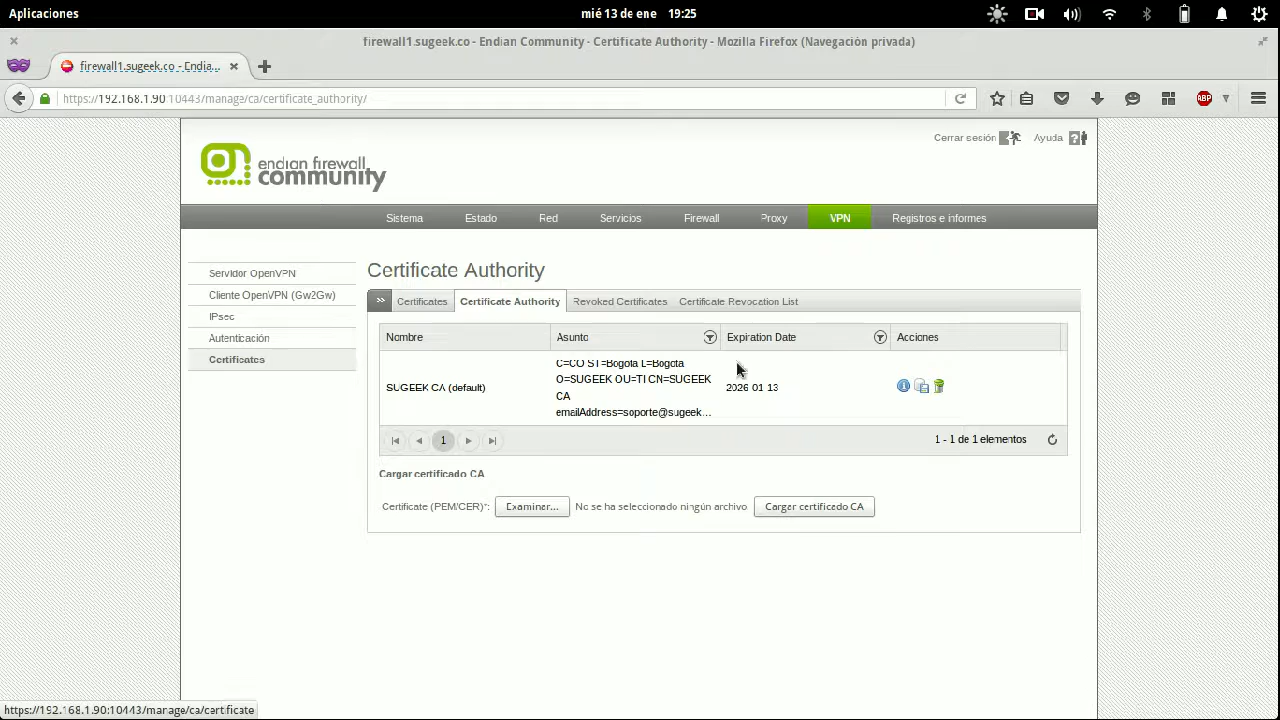 Aplicaciones
mié 13 de ene 19:25
firewall1.sugeek.co - Endian Community - Certificate Authority - Mozilla Firefox (Navegación privada)
firewall1.sugeek.co - Endia...
https://192.168.1.90:10443/manage/ca/certificate_authority/
ABP
Cerrar sesión
Ayuda
endian firewall
community
Sistema
Estado
Red
Servicios
Firewall
Proxy
VPN
Registros e informes
Servidor OpenVPN
Cliente OpenVPN (Gw2Gw)
IPsec
Autenticación
Certificates
Certificate Authority
>>
Certificates
Certificate Authority
Revoked Certificates
Certificate Revocation List
Nombre
Asunto
Expiration Date
Acciones
SUGEEK CA (default)
C=CO ST=Bogota L=Bogota
O=SUGEEK OU=TI CN=SUGEEK
CA
emailAddress=soporte@sugeek...
2026-01-13
1
1 - 1 de 1 elementos
Cargar certificado CA
Certificate (PEM/CER)*:
Examinar...
No se ha seleccionado ningún archivo.
Cargar certificado CA
https://192.168.1.90:10443/manage/ca/certificate